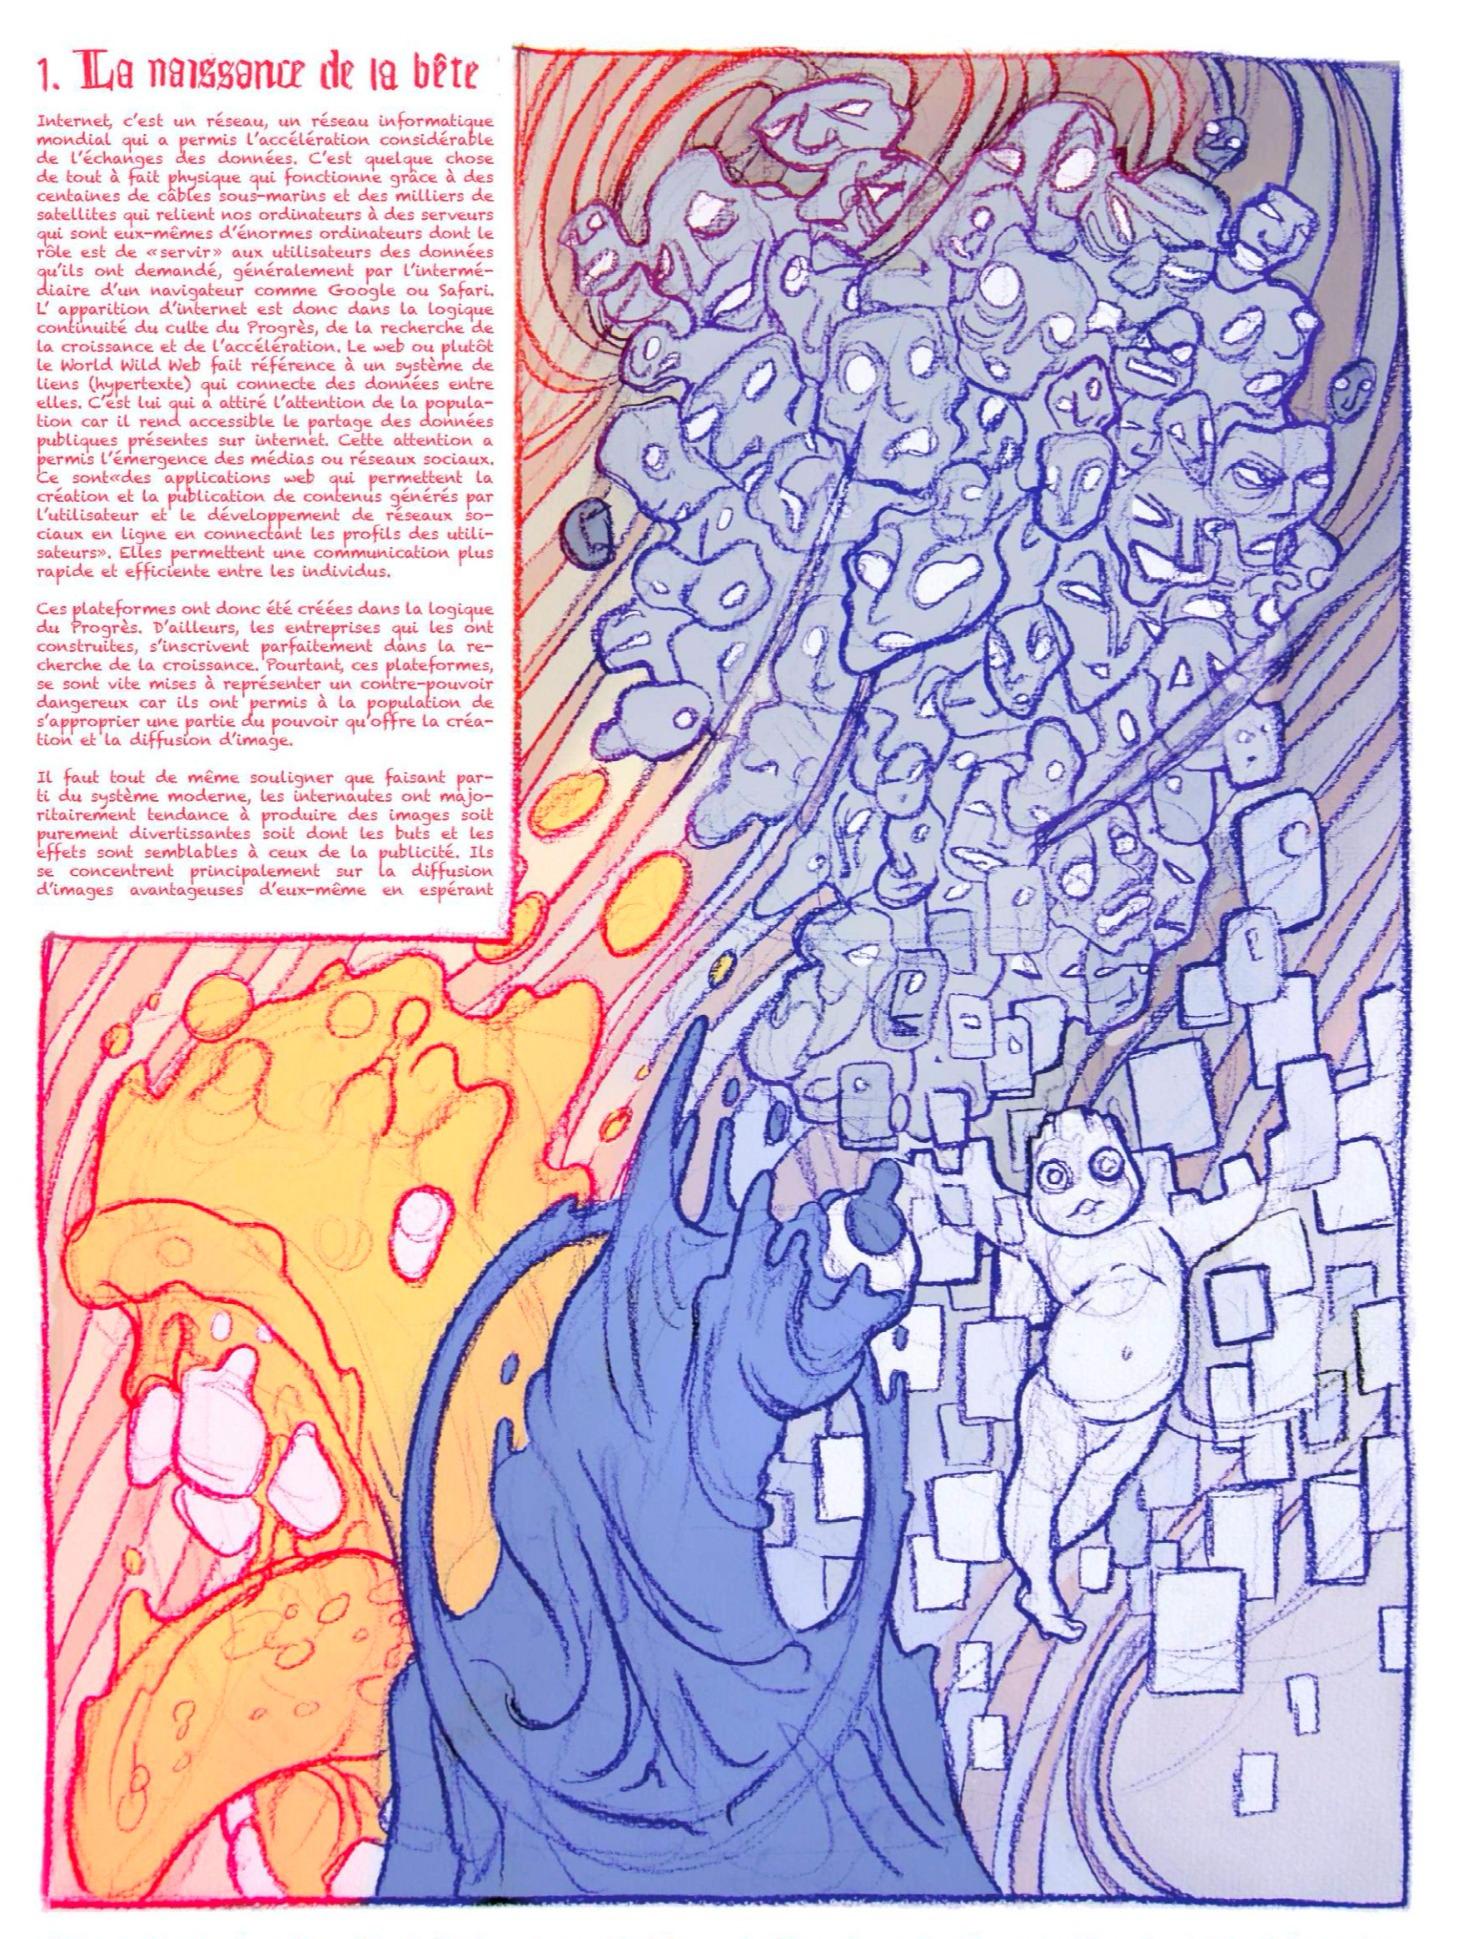 1. La naissance de la bête
Internet, c'est un réseau, un réseau informatique
mondial qui a permis l'accélération considérable
de l'échanges des données. C'est quelque chose
de tout à fait physique qui fonctionne grâce à des
centaines de câbles sous-marins et des milliers de
satellites qui relient nos ordinateurs à des serveurs
qui sont eux-mêmes d'énormes ordinateurs dont le
rôle est de «servir» aux utilisateurs des données
qu'ils ont demandé, généralement par l'intermé-
diaire d'un navigateur comme Google ou Safari.
L' apparition d'internet est donc dans la logique
continuité du culte du Progrès, de la recherche de
la croissance et de l'accélération. Le web ou plutôt
le World Wild Web fait référence à un système de
liens (hypertexte) qui connecte des données entre
elles. C'est lui qui a attiré l'attention de la popula-
tion car il rend accessible le partage des données
publiques présentes sur internet. Cette attention a
permis l'émergence des médias ou réseaux sociaux.
Ce sont«des applications web qui permettent la
création et la publication de contenus générés par
l'utilisateur et le développement de réseaux so-
ciaux en ligne en connectant les profils des utili-
sateurs». Elles permettent une communication plus
rapide et efficiente entre les individus.
Ces plateformes ont donc été créées dans la logique
du Progrès. D'ailleurs, les entreprises qui les ont
construites, s'inscrivent parfaitement dans la re-
cherche de la croissance. Pourtant, ces plateformes,
se sont vite mises à représenter un contre-pouvoir
dangereux car ils ont permis à la population de
s'approprier une partie du pouvoir qu'offre la créa-
tion et la diffusion d'image.
Il faut tout de même souligner que faisant par-
ti du système moderne, les internautes ont majo-
ritairement tendance à produire des images soit
purement divertissantes soit dont les buts et les
effets sont semblables à ceux de la publicité. Ils
se concentrent principalement sur la diffusion
d'images avantageuses d'eux-même en espérant